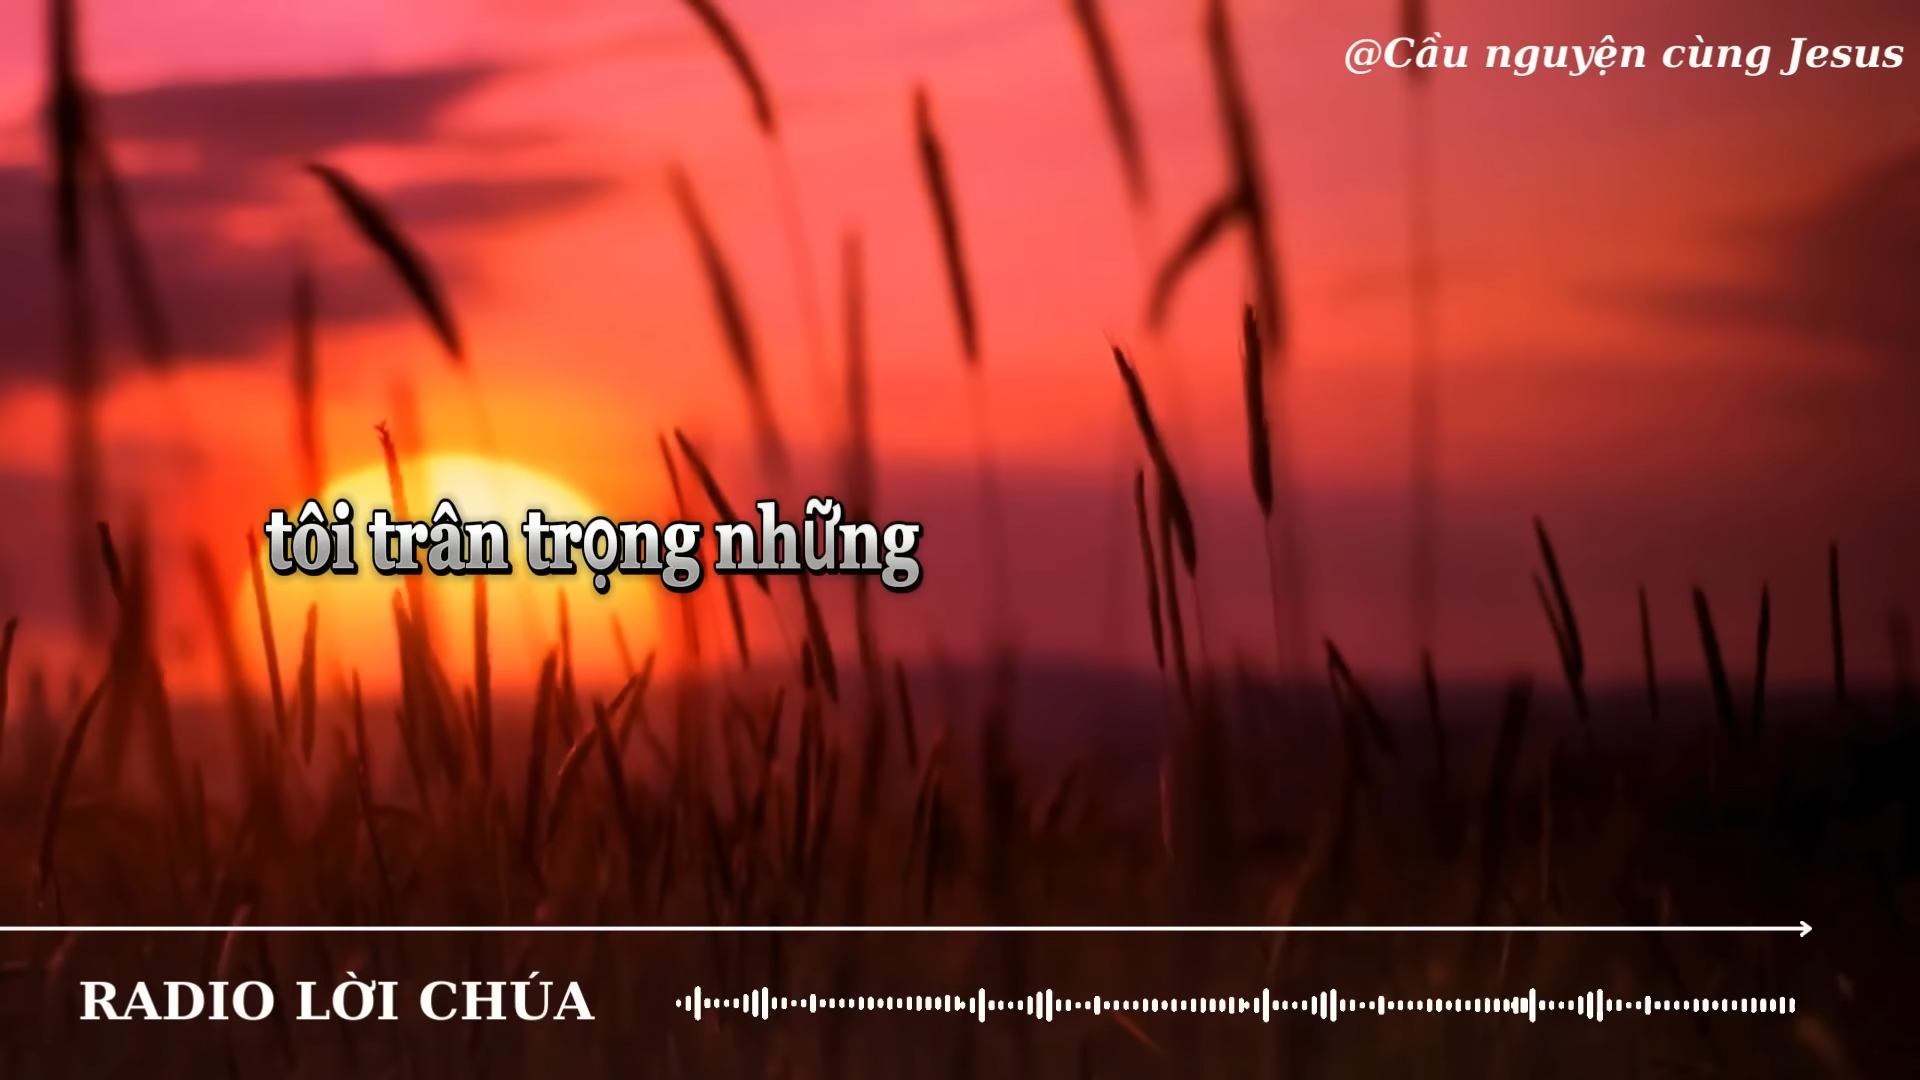 @Cầu nguyện cùng Jesus
tôi trân trọng những
RADIO LỜI CHÚA